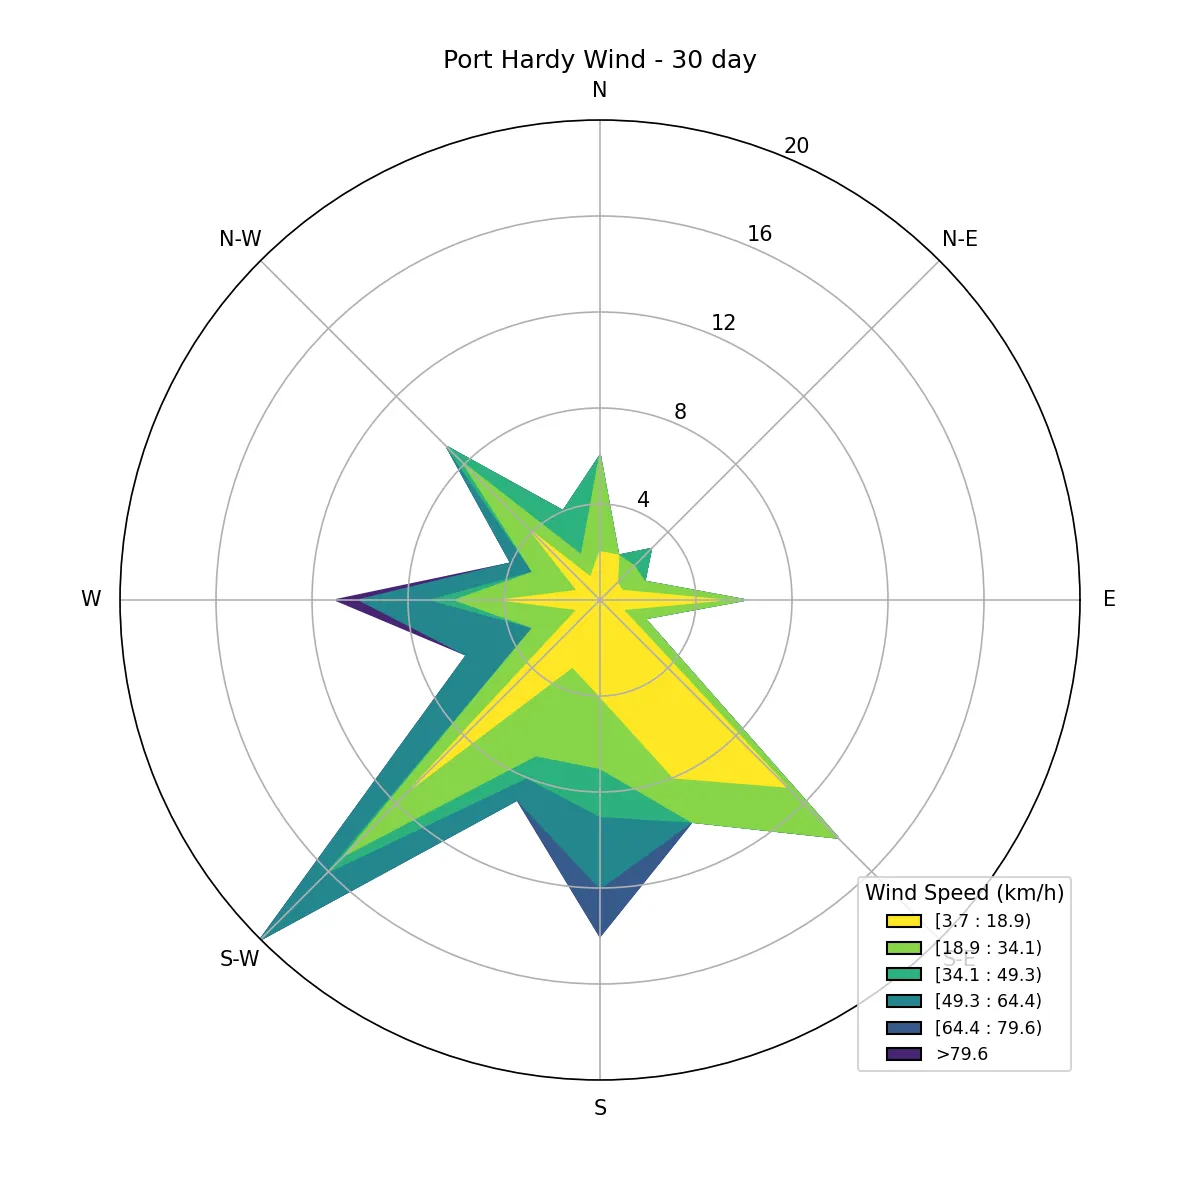 Port Hardy Wind - 30 day
N
20
N-W
16
N-E
12
8
4
W
E
S-W
S-E
S
Wind Speed (km/h)
[3.7 : 18.9)
[18.9 : 34.1)
[34.1 : 49.3)
[49.3 : 64.4)
[64.4 : 79.6)
>79.6